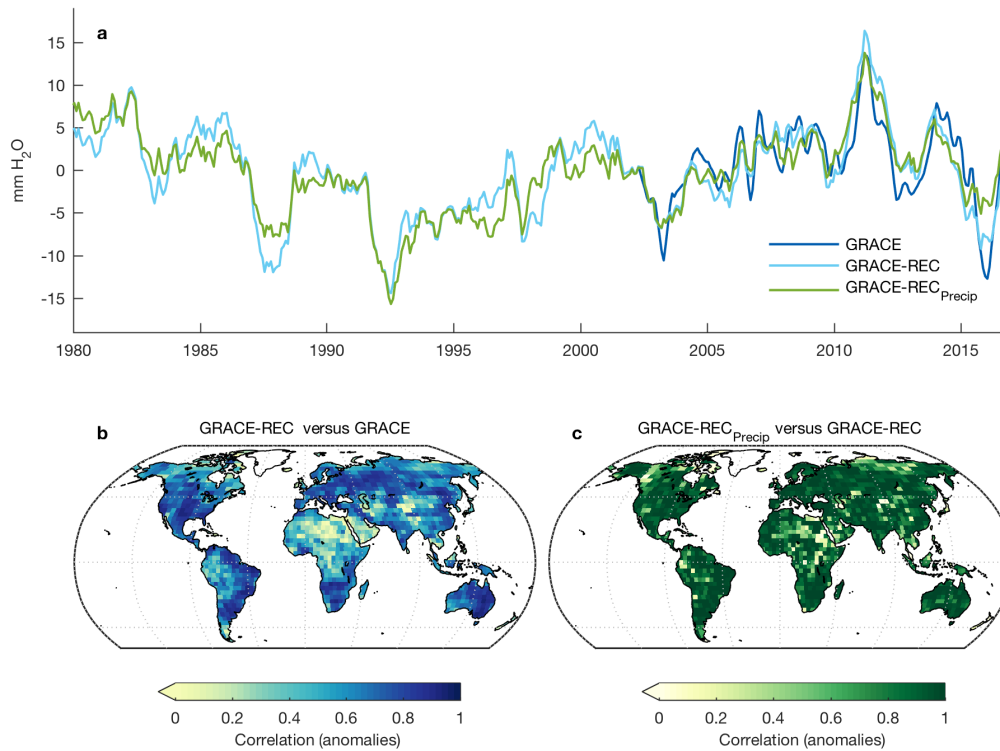 a
mm H2O
15
10
5
0
-5
-10
-15
GRACE
GRACE-REC
GRACE-RECPrecip
1980 1985 1990 1995 2000 2005 2010 2015
b GRACE-REC versus GRACE
0 0.2 0.4 0.6 0.8 1
Correlation (anomalies)
c GRACE-RECPrecip versus GRACE-REC
0 0.2 0.4 0.6 0.8 1
Correlation (anomalies)